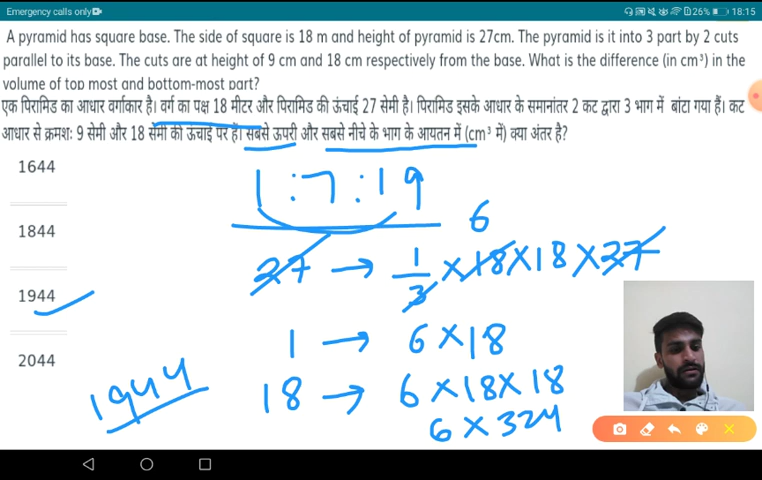 Emergency calls only
26% 18:15
A pyramid has square base. The side of square is 18 m and height of pyramid is 27cm. The pyramid is it into 3 part by 2 cuts
parallel to its base. The cuts are at height of 9 cm and 18 cm respectively from the base. What is the difference (in cm³) in the
volume of top most and bottom-most part?
एक पिरामिड का आधार वर्गाकार है। वर्ग का पक्ष 18 मीटर और पिरामिड की ऊंचाई 27 सेमी है। पिरामिड इसके आधार के समानांतर 2 कट द्वारा 3 भाग में बांटा गया हैं। कट
आधार से क्रमश: 9 सेमी और 18 सेमी की ऊंचाई पर हैं। सबसे ऊपरी और सबसे नीचे के भाग के आयतन में (cm³ में) क्या अंतर है?
1644
1844
1944
2044
1 : 7 : 19
6
27 → 1/3 × 18 × 18 × 27
1 → 6 × 18
18 → 6 × 18 × 18
6 × 324
1944